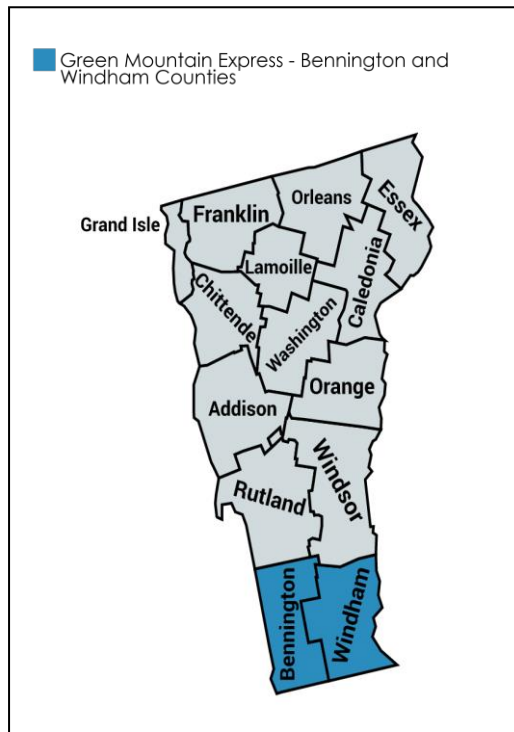 Green Mountain Express - Bennington and
Windham Counties
Orleans
Essex
Franklin
Grand Isle
Lamoille
Caledonia
Chittende
Washington
Orange
Addison
Windsor
Rutland
Bennington
Windham